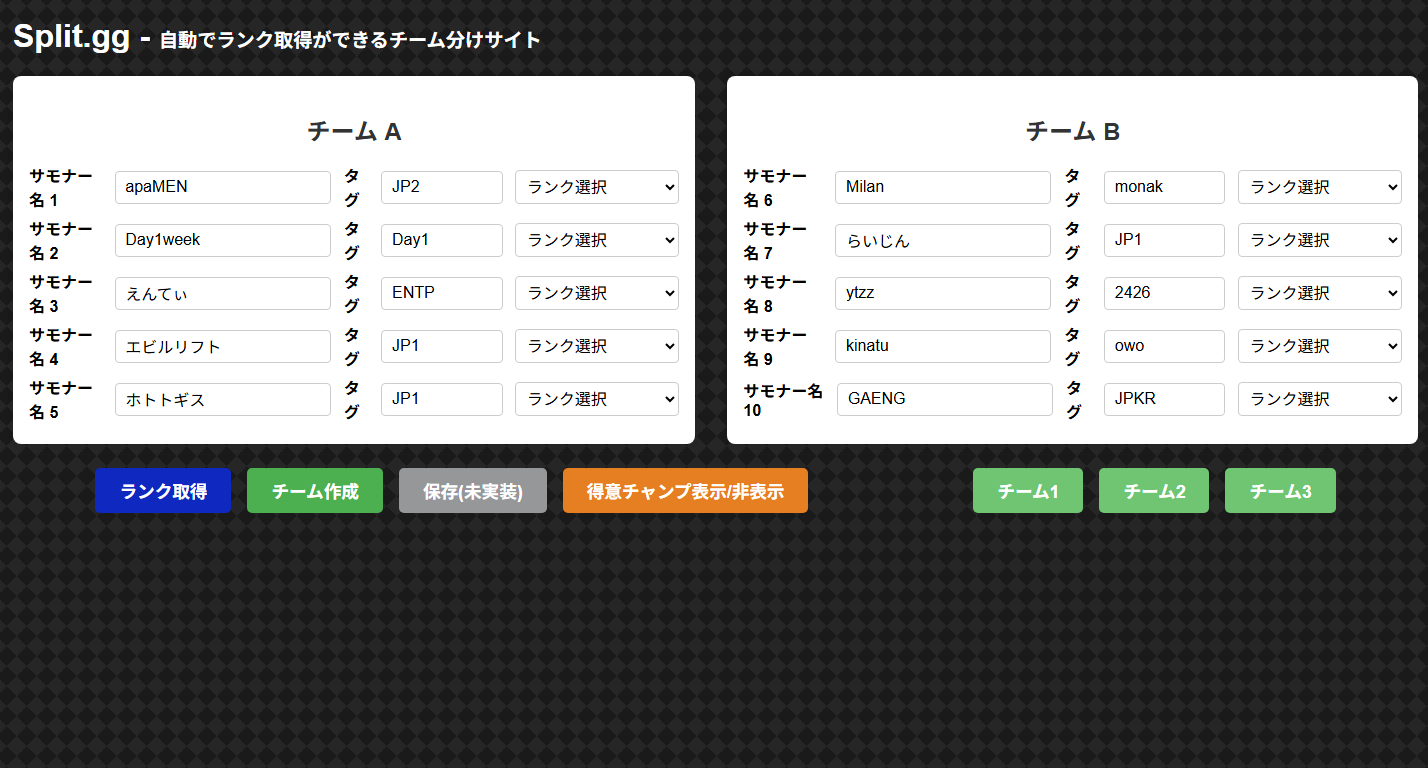 Split.gg - 自動でランク取得ができるチーム分けサイト
チーム A
サモナー名 1 apaMEN タグ JP2 ランク選択
サモナー名 2 Day1week タグ Day1 ランク選択
サモナー名 3 えんてぃ タグ ENTP ランク選択
サモナー名 4 エビルリフト タグ JP1 ランク選択
サモナー名 5 ホトトギス タグ JP1 ランク選択
チーム B
サモナー名 6 Milan タグ monak ランク選択
サモナー名 7 らいじん タグ JP1 ランク選択
サモナー名 8 ytzz タグ 2426 ランク選択
サモナー名 9 kinatu タグ owo ランク選択
サモナー名 10 GAENG タグ JPKR ランク選択
ランク取得 チーム作成 保存(未実装) 得意チャンプ表示/非表示 チーム1 チーム2 チーム3